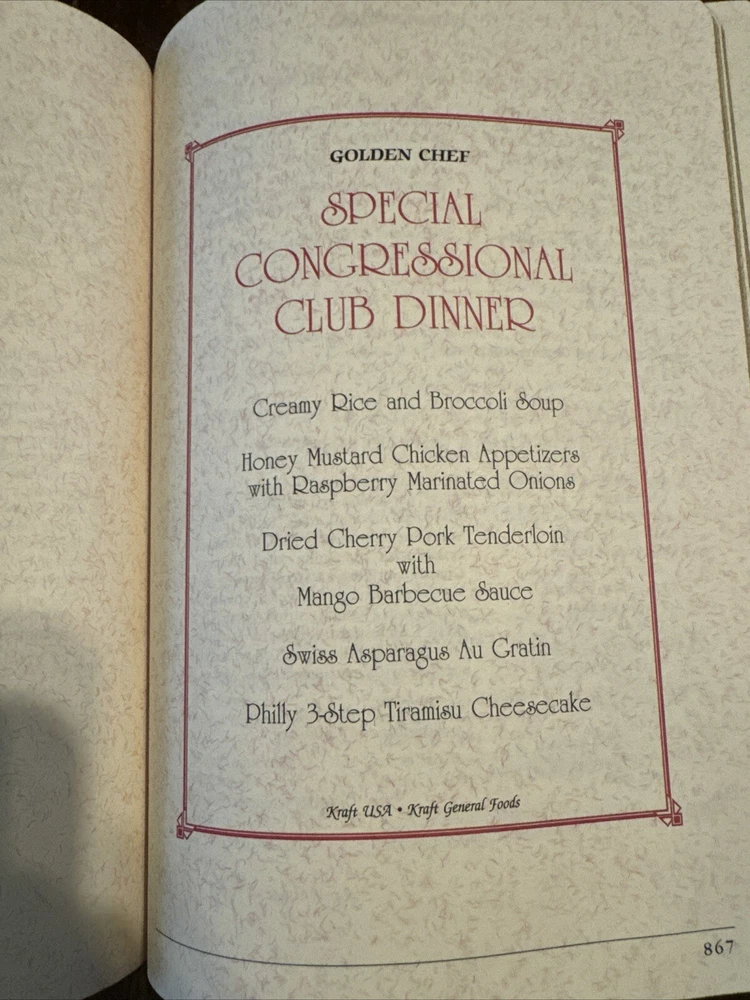 GOLDEN CHEF
SPECIAL
CONGRESSIONAL
CLUB DINNER
Creamy Rice and Broccoli Soup
Honey Mustard Chicken Appetizers
with Raspberry Marinated Onions
Dried Cherry Pork Tenderloin
with
Mango Barbecue Sauce
Swiss Asparagus Au Gratin
Philly 3-Step Tiramisu Cheesecake
Kraft USA • Kraft General Foods
867